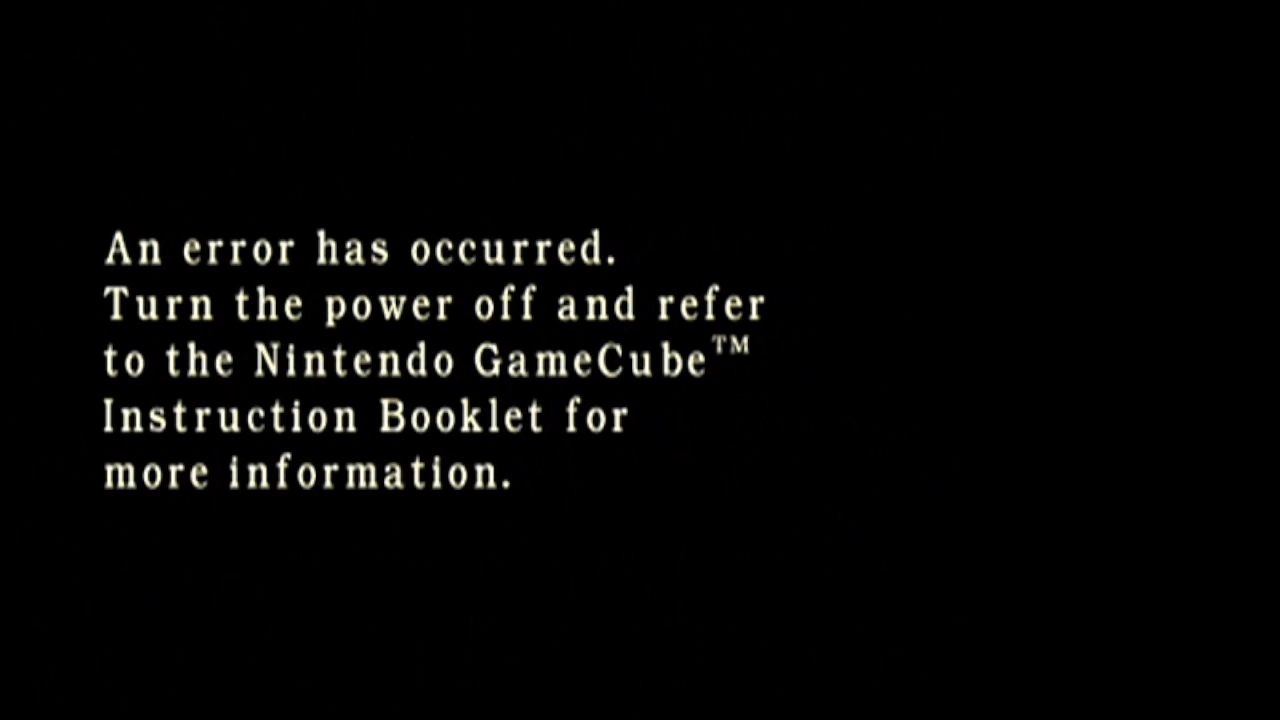 An error has occurred.
Turn the power off and refer
to the Nintendo GameCube™
Instruction Booklet for
more information.